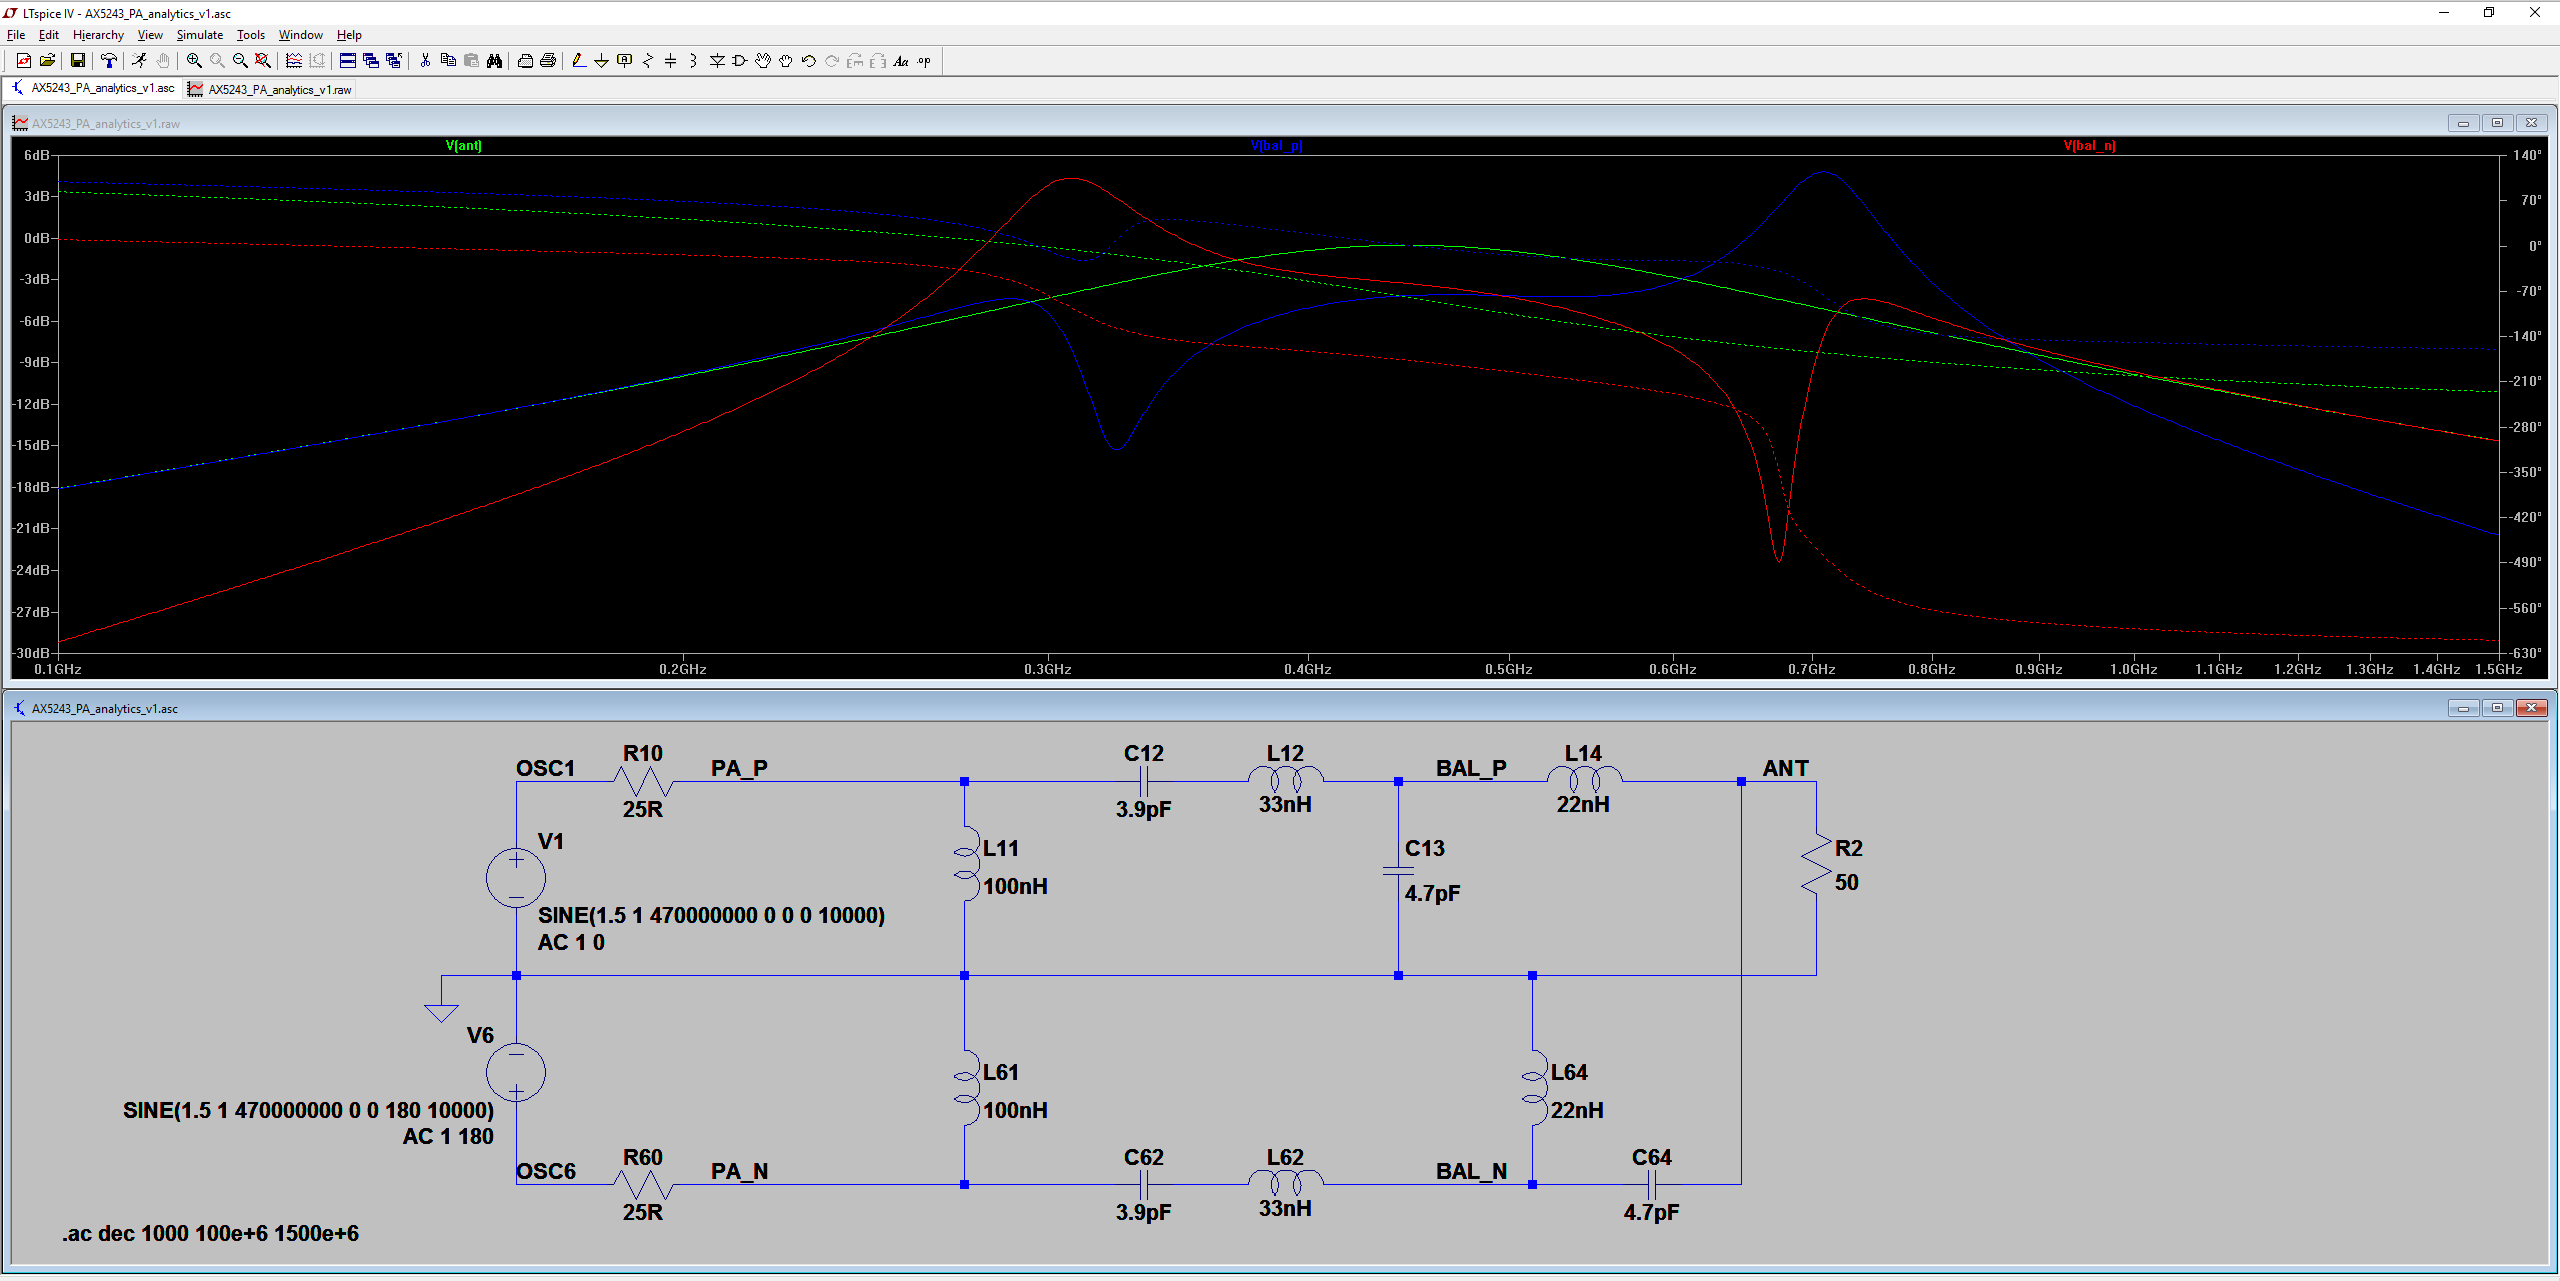 LTspice IV - AX5243_PA_analytics_v1.asc
File Edit Hierarchy View Simulate Tools Window Help
Aa .op
AX5243_PA_analytics_v1.asc AX5243_PA_analytics_v1.raw
AX5243_PA_analytics_v1.raw
V(ant) V(bal_p) V(bal_n)
6dB 140°
3dB 70°
0dB 0°
-3dB -70°
-6dB -140°
-9dB -210°
-12dB -280°
-15dB -350°
-18dB -420°
-21dB -490°
-24dB -560°
-27dB -630°
-30dB
0.1GHz 0.2GHz 0.3GHz 0.4GHz 0.5GHz 0.6GHz 0.7GHz 0.8GHz 0.9GHz 1.0GHz 1.1GHz 1.2GHz 1.3GHz 1.4GHz 1.5GHz
AX5243_PA_analytics_v1.asc
R10 C12 L12 L14
OSC1 PA_P BAL_P ANT
25R 3.9pF 33nH 22nH
V1 L11 C13 R2
100nH 4.7pF 50
SINE(1.5 1 470000000 0 0 0 10000)
AC 1 0
V6
L61 L64
SINE(1.5 1 470000000 0 0 180 10000) 100nH 22nH
AC 1 180
R60 C62 L62 C64
OSC6 PA_N BAL_N
25R 3.9pF 33nH 4.7pF
.ac dec 1000 100e+6 1500e+6